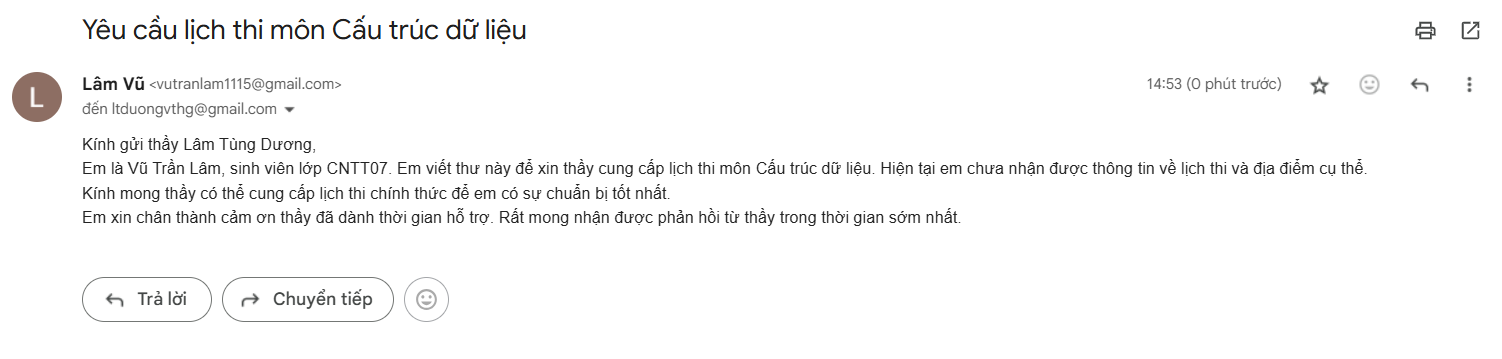 Yêu cầu lịch thi môn Cấu trúc dữ liệu
L
Lâm Vũ <vutranlam1115@gmail.com>
14:53 (0 phút trước)
đến ltduongvthg@gmail.com
Kính gửi thầy Lâm Tùng Dương,
Em là Vũ Trần Lâm, sinh viên lớp CNTT07. Em viết thư này để xin thầy cung cấp lịch thi môn Cấu trúc dữ liệu. Hiện tại em chưa nhận được thông tin về lịch thi và địa điểm cụ thể.
Kính mong thầy có thể cung cấp lịch thi chính thức để em có sự chuẩn bị tốt nhất.
Em xin chân thành cảm ơn thầy đã dành thời gian hỗ trợ. Rất mong nhận được phản hồi từ thầy trong thời gian sớm nhất.
Trả lời
Chuyển tiếp